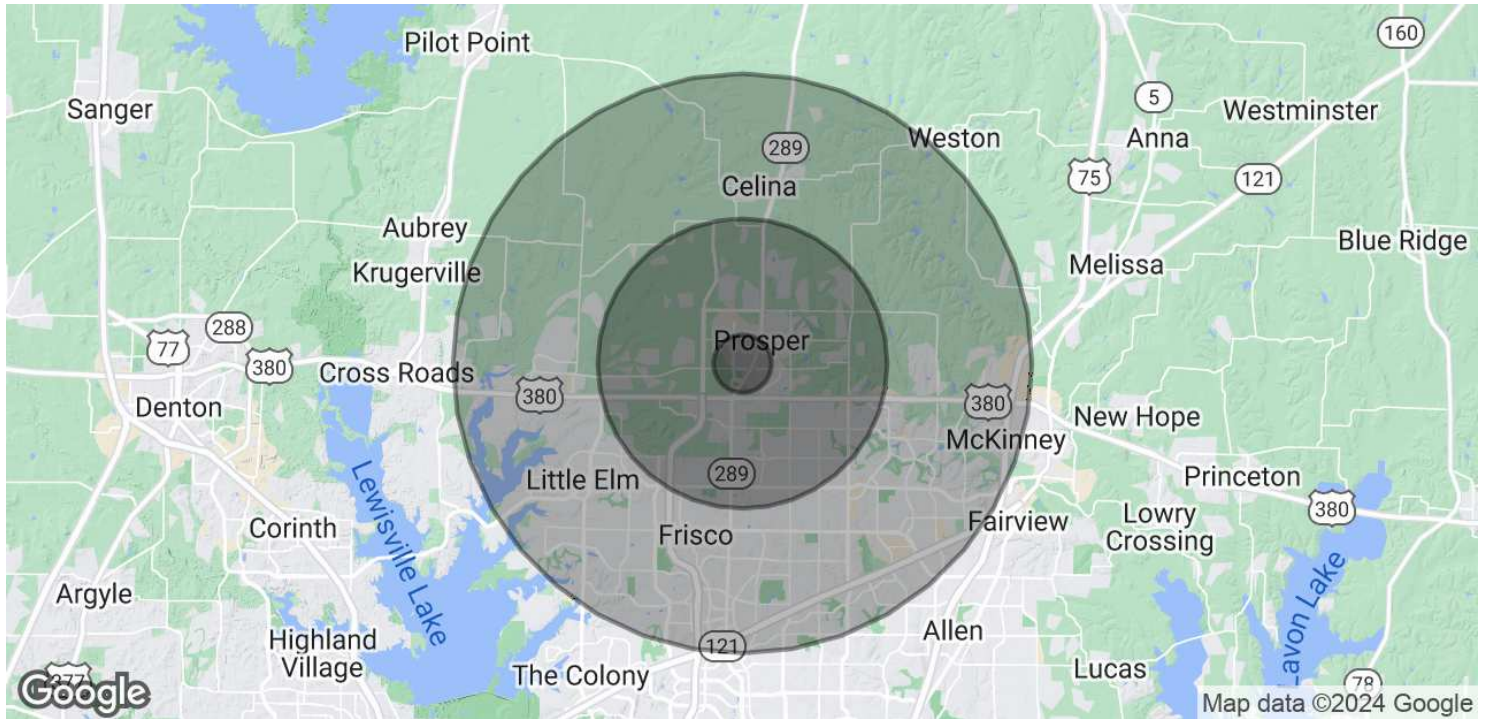 Pilot Point
160
Sanger
5
Westminster
Weston
Anna
289
75
121
Celina
Aubrey
Blue Ridge
Krugerville
Melissa
288
77
Prosper
380
Cross Roads
380
380
Denton
New Hope
McKinney
289
Little Elm
Princeton
380
Lewisville Lake
Corinth
Frisco
Fairview
Lowry
Crossing
Argyle
Lavon Lake
Highland
Village
Allen
121
The Colony
Lucas
377
78
Google
Map data ©2024 Google